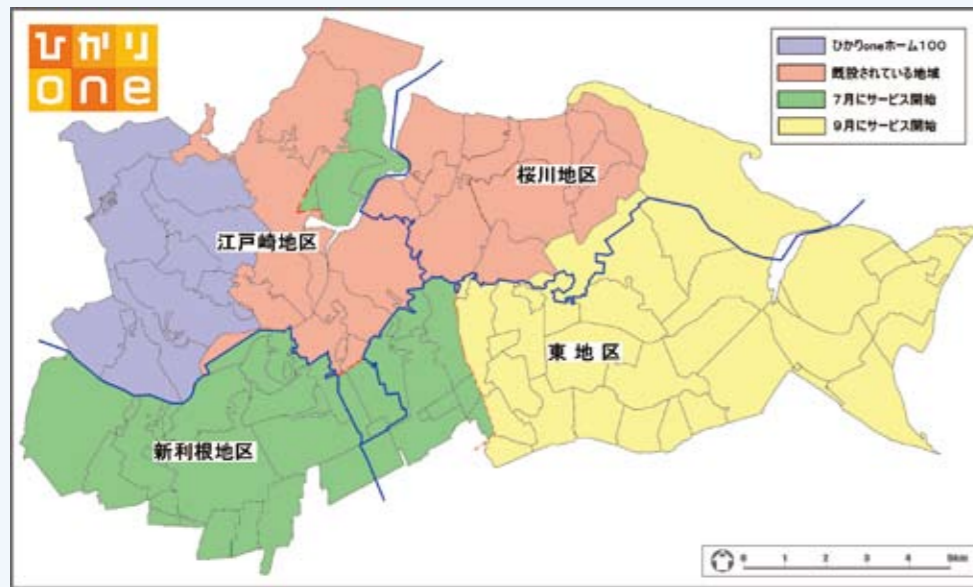 ひかり
one
ひかりoneホーム100
既設されている地域
7月にサービス開始
9月にサービス開始
桜川地区
江戸崎地区
東地区
新利根地区
0 1 2 3 4 5km